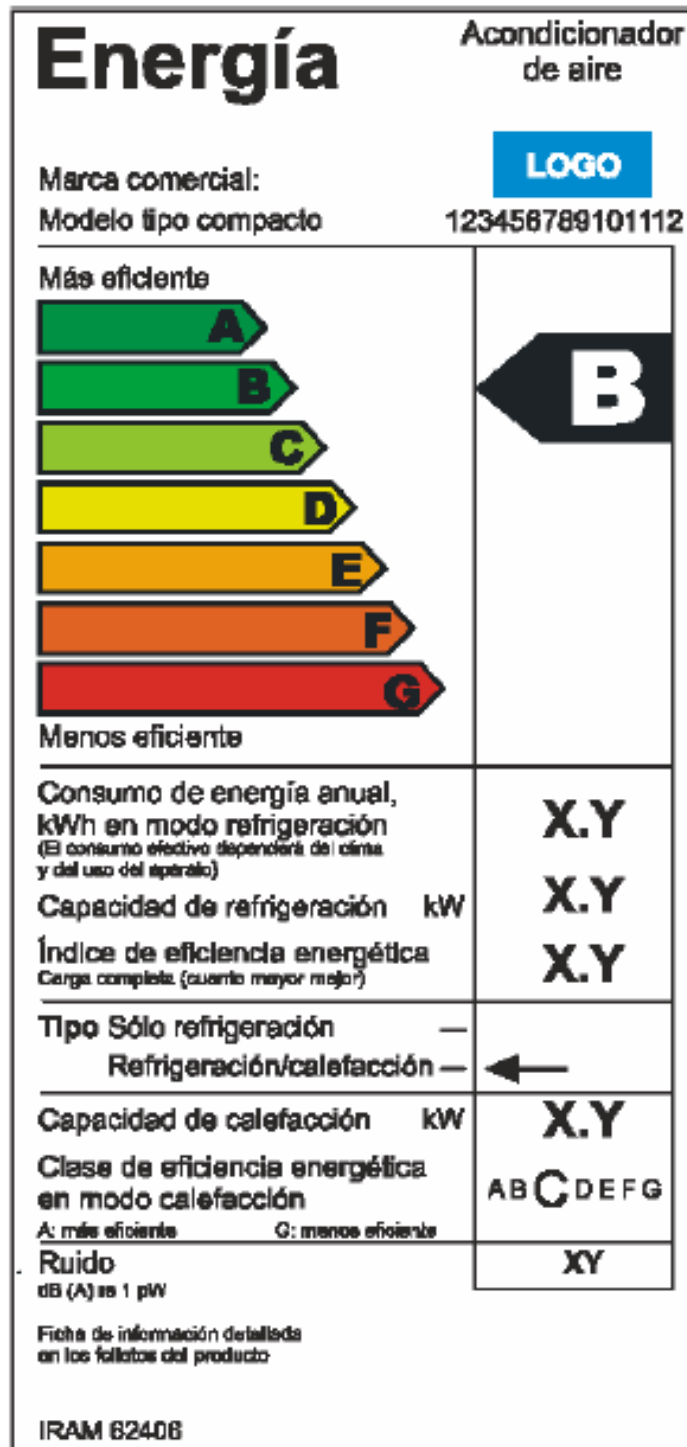 Energía
Acondicionador
de aire
Marca comercial:
LOGO
Modelo tipo compacto 123456789101112
Más eficiente
A
B
B
C
D
E
F
G
Menos eficiente
Consumo de energía anual,
kWh en modo refrigeración
(El consumo efectivo dependerá del clima
y del uso del aparato)
X.Y
Capacidad de refrigeración kW X.Y
Índice de eficiencia energética
Carga completa (cuanto mayor mejor)
X.Y
Tipo Sólo refrigeración —
Refrigeración/calefacción —
Capacidad de calefacción kW X.Y
Clase de eficiencia energética
en modo calefacción
A B C D E F G
A: más eficiente G: menos eficiente
Ruido XY
dB (A) re 1 pW
Ficha de información detallada
en los folletos del producto
IRAM 62406